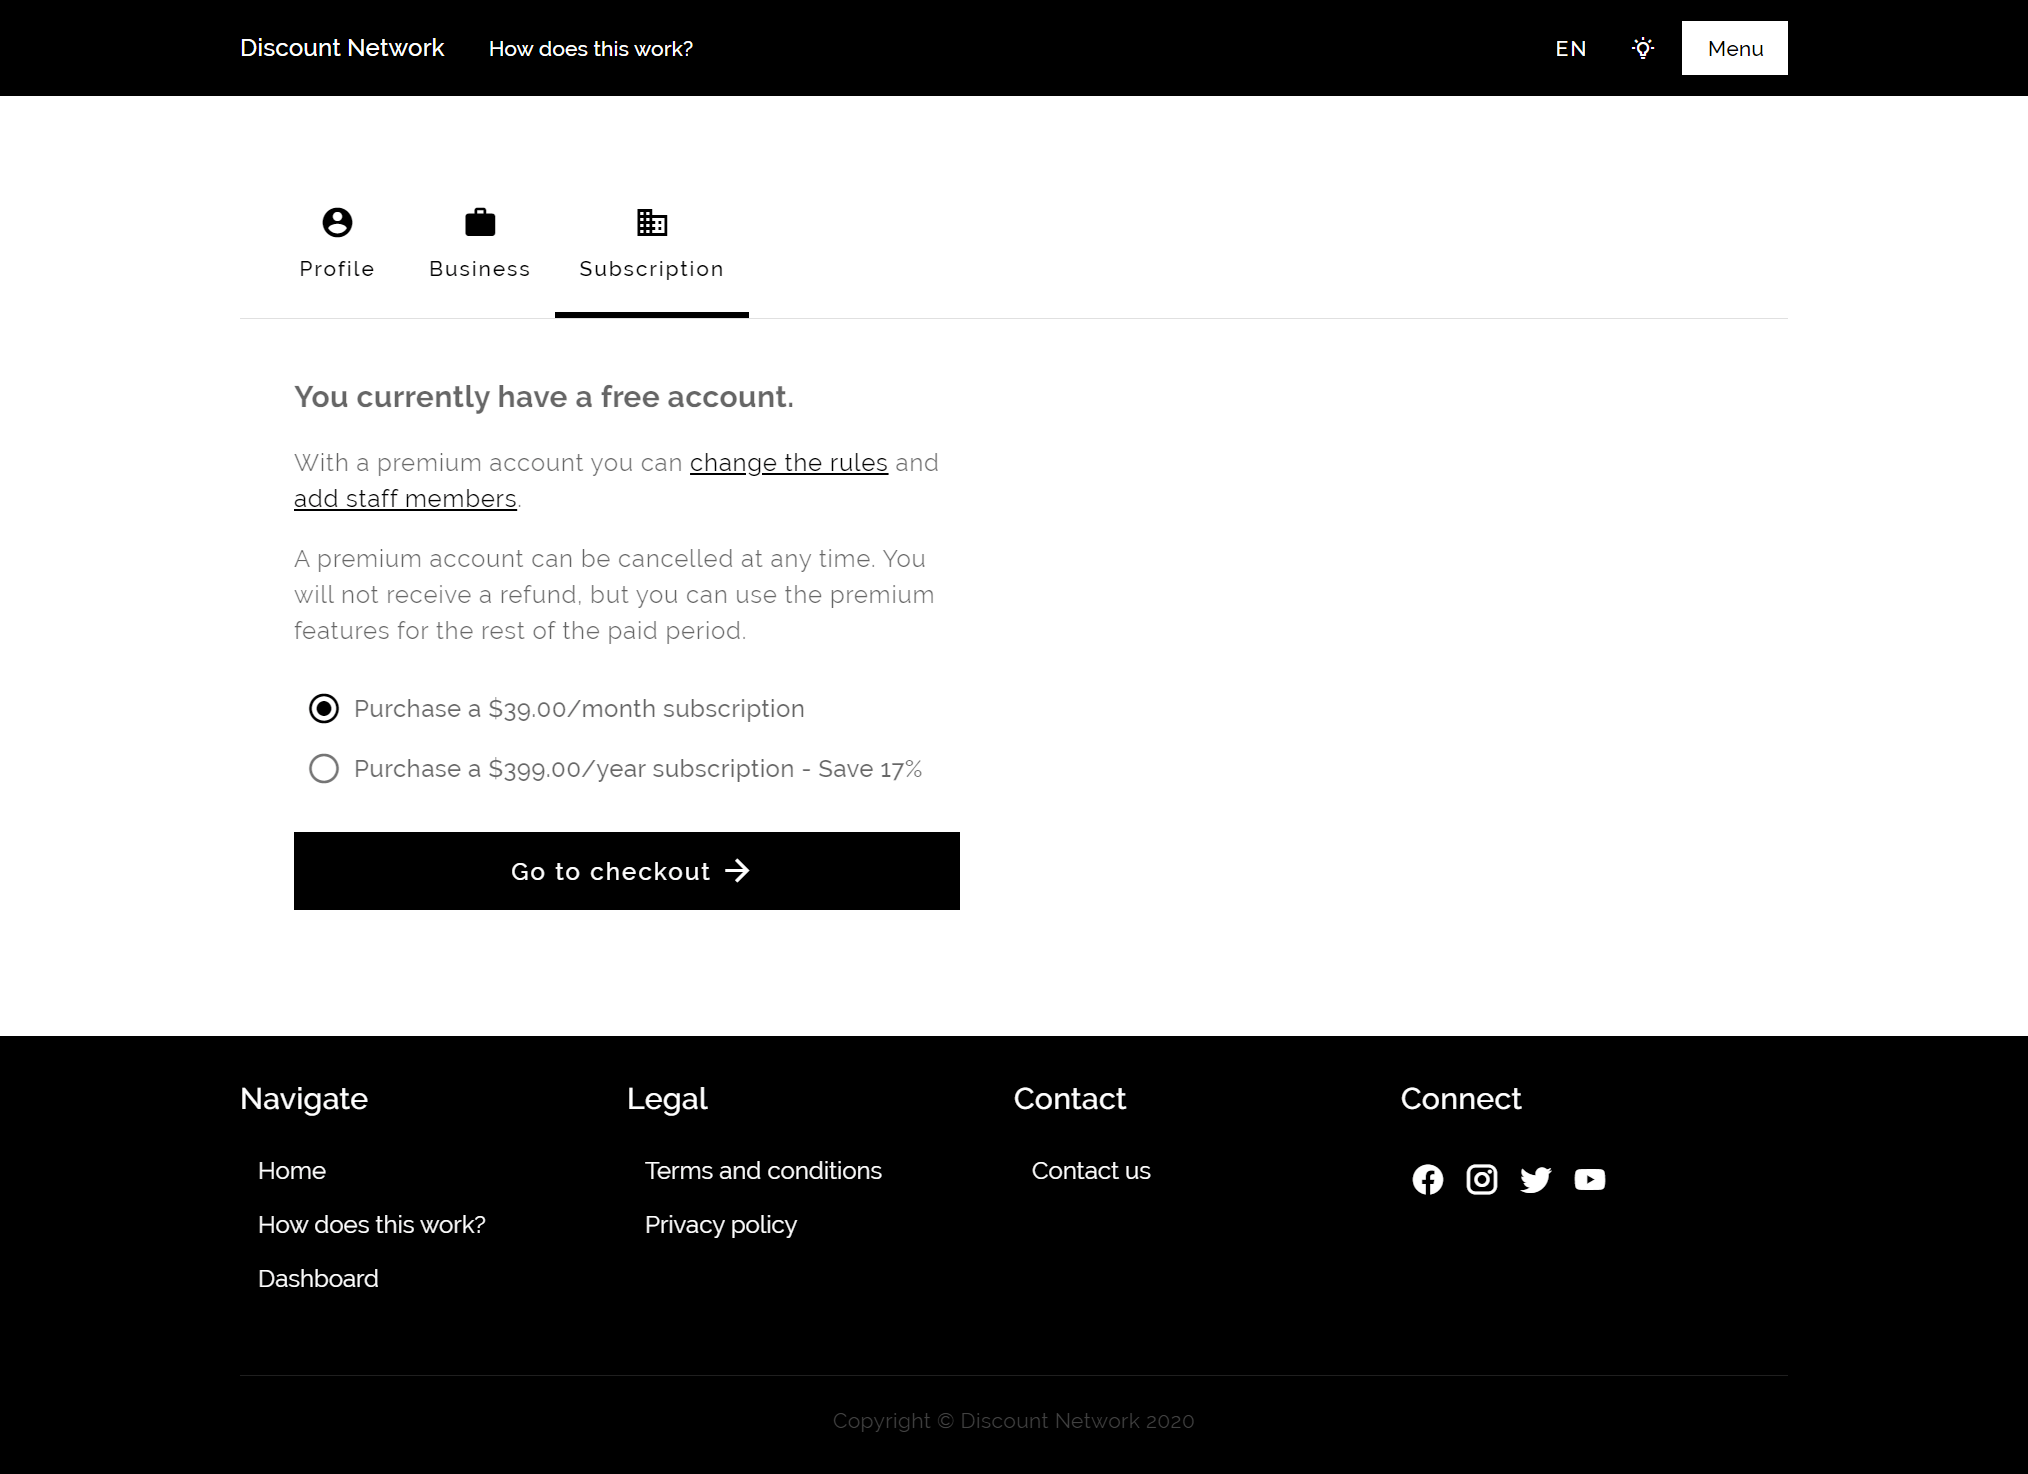 Discount Network How does this work? EN Menu
Profile Business Subscription
You currently have a free account.
With a premium account you can change the rules and
add staff members.
A premium account can be cancelled at any time. You
will not receive a refund, but you can use the premium
features for the rest of the paid period.
Purchase a $39.00/month subscription
Purchase a $399.00/year subscription - Save 17%
Go to checkout
Navigate
Home
How does this work?
Dashboard
Legal
Terms and conditions
Privacy policy
Contact
Contact us
Connect
Copyright © Discount Network 2020